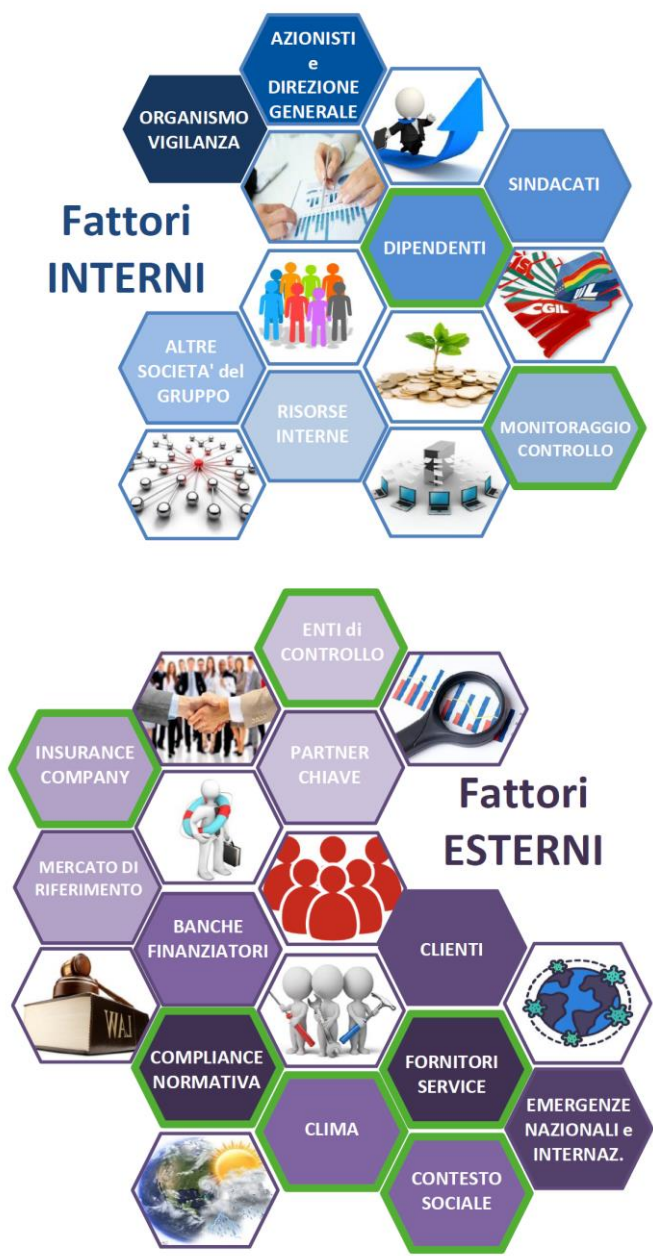 AZIONISTI
e
DIREZIONE
GENERALE
ORGANISMO
VIGILANZA
SINDACATI
Fattori
INTERNI
DIPENDENTI
CGIL
ALTRE
SOCIETA' del
GRUPPO
RISORSE
INTERNE
MONITORAGGIO
CONTROLLO
ENTI di
CONTROLLO
INSURANCE
COMPANY
PARTNER
CHIAVE
Fattori
ESTERNI
MERCATO DI
RIFERIMENTO
BANCHE
FINANZIATORI
CLIENTI
LAW
COMPLIANCE
NORMATIVA
FORNITORI
SERVICE
CLIMA
EMERGENZE
NAZIONALI e
INTERNAZ.
CONTESTO
SOCIALE